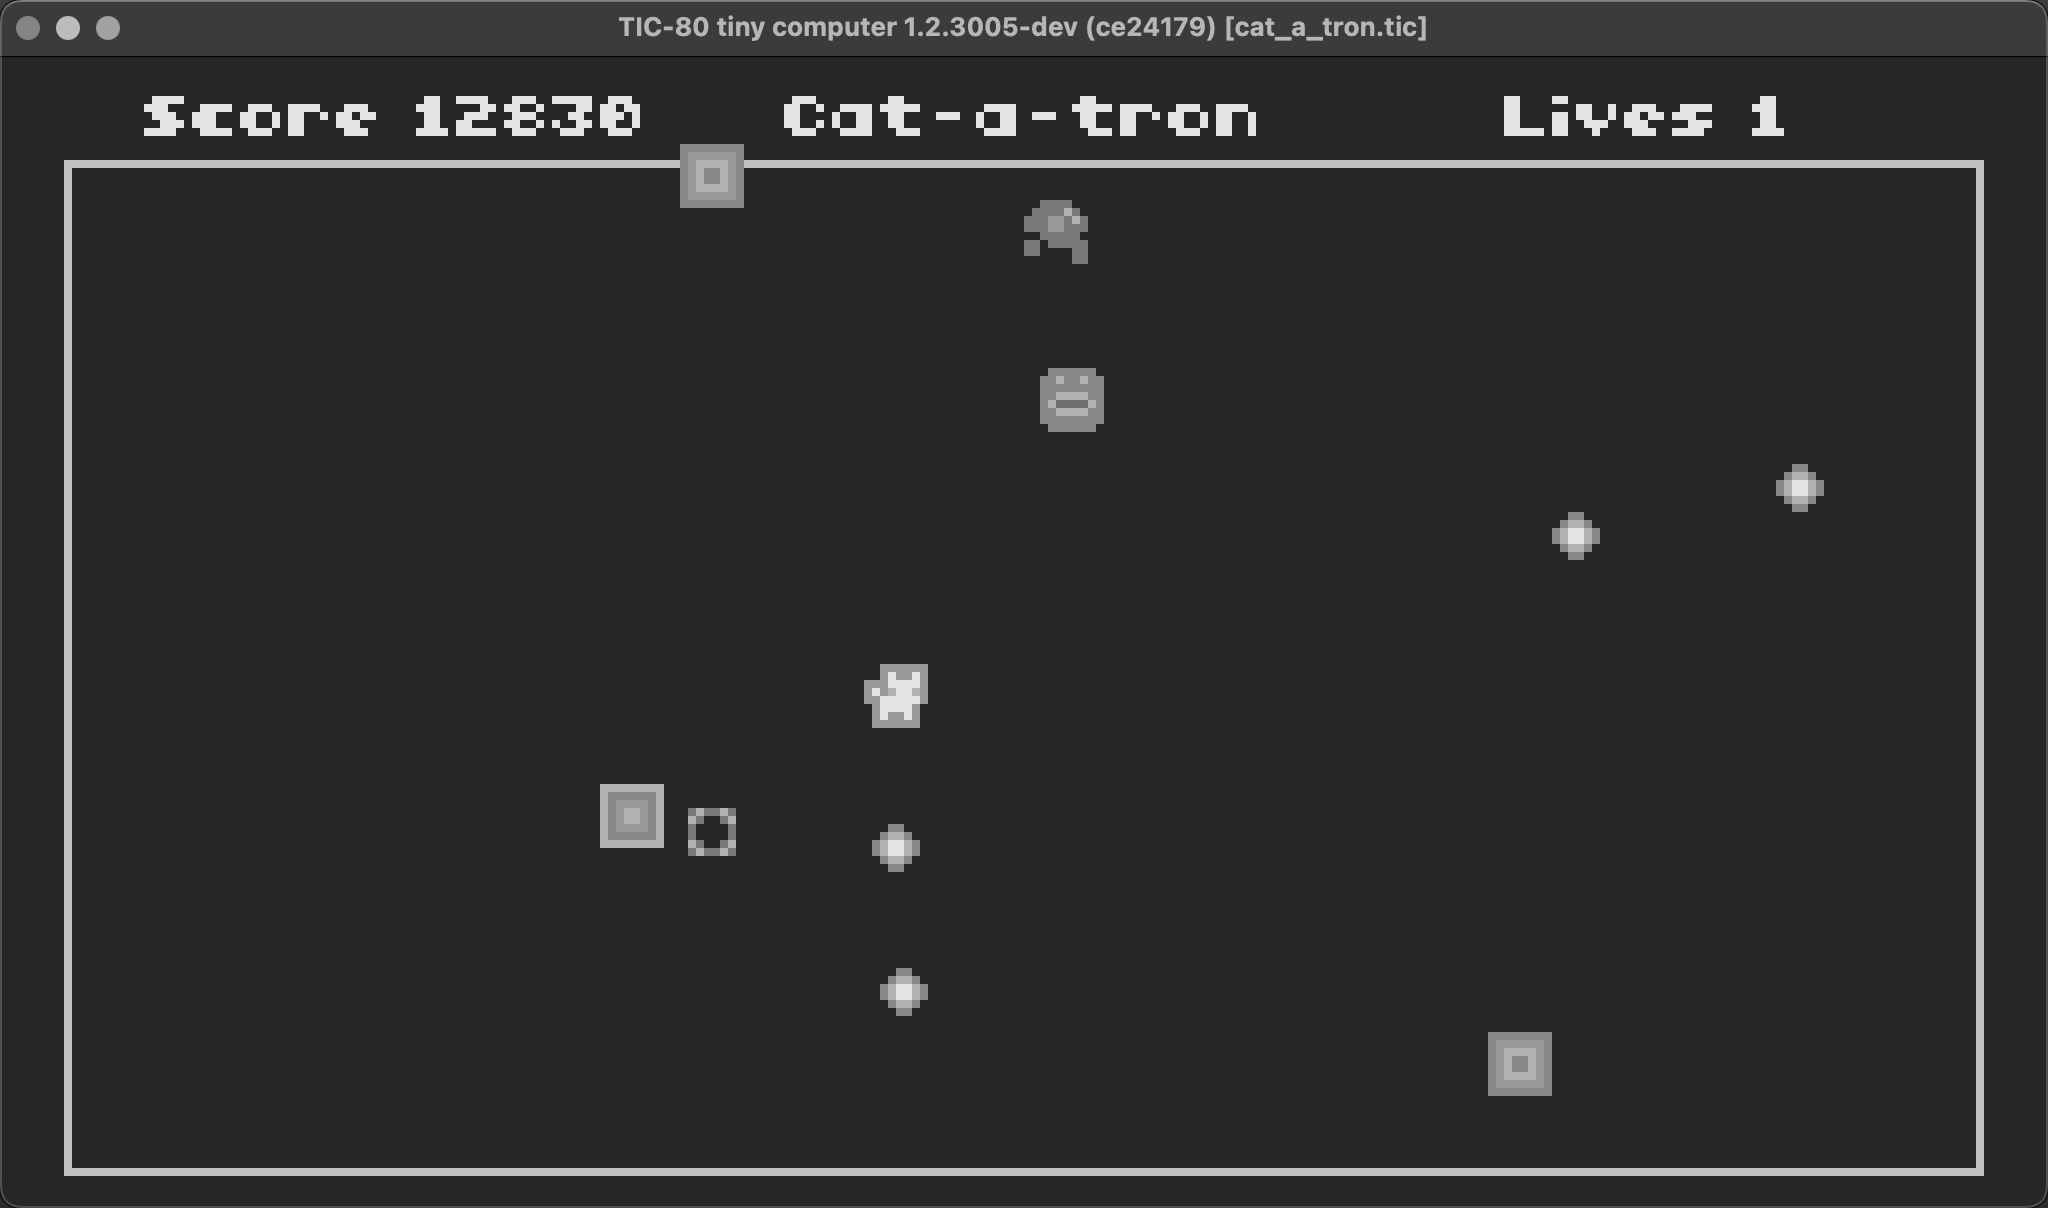 TIC-80 tiny computer 1.2.3005-dev (ce24179) [cat_a_tron.tic]
Score 12830 Cat-a-tron Lives 1